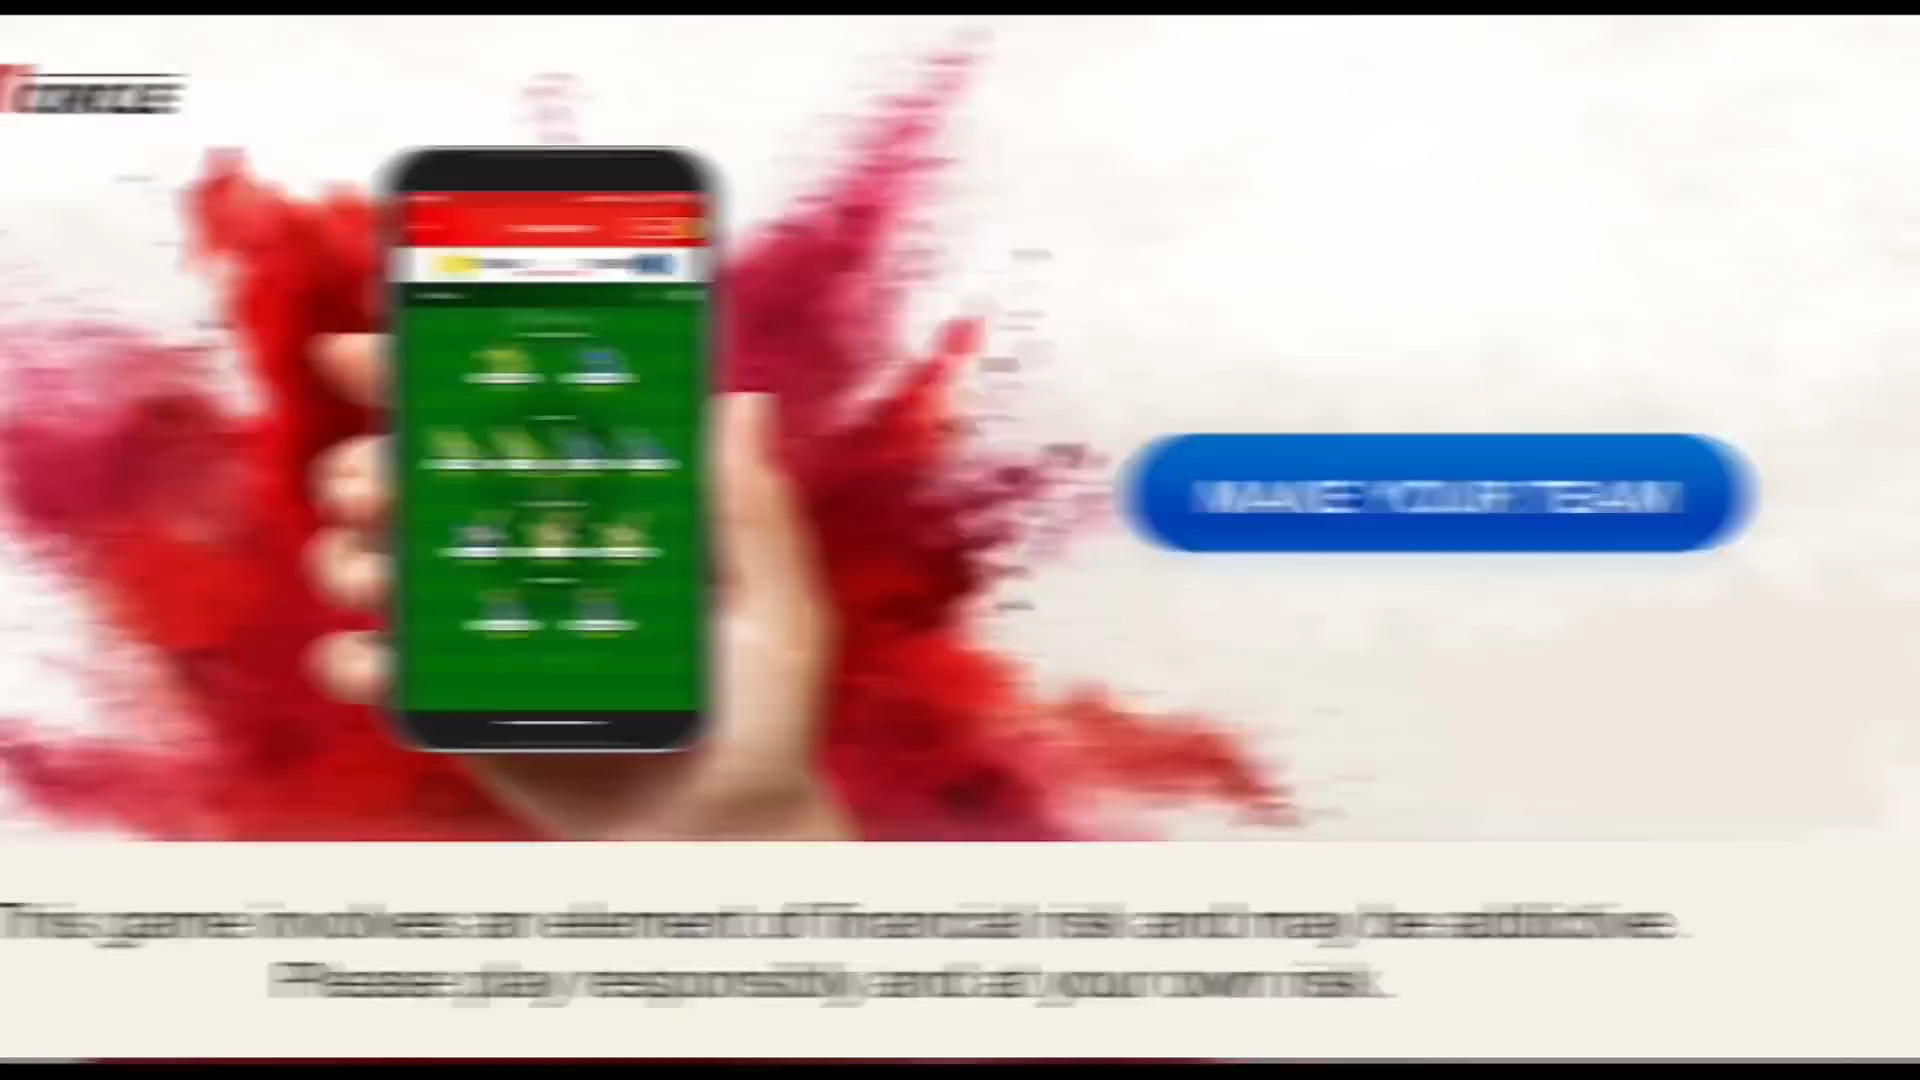 CIRCLE
MAKE YOUR TEAM
This game involves an element of financial risk and may be addictive.
Please play responsibly and at your own risk.